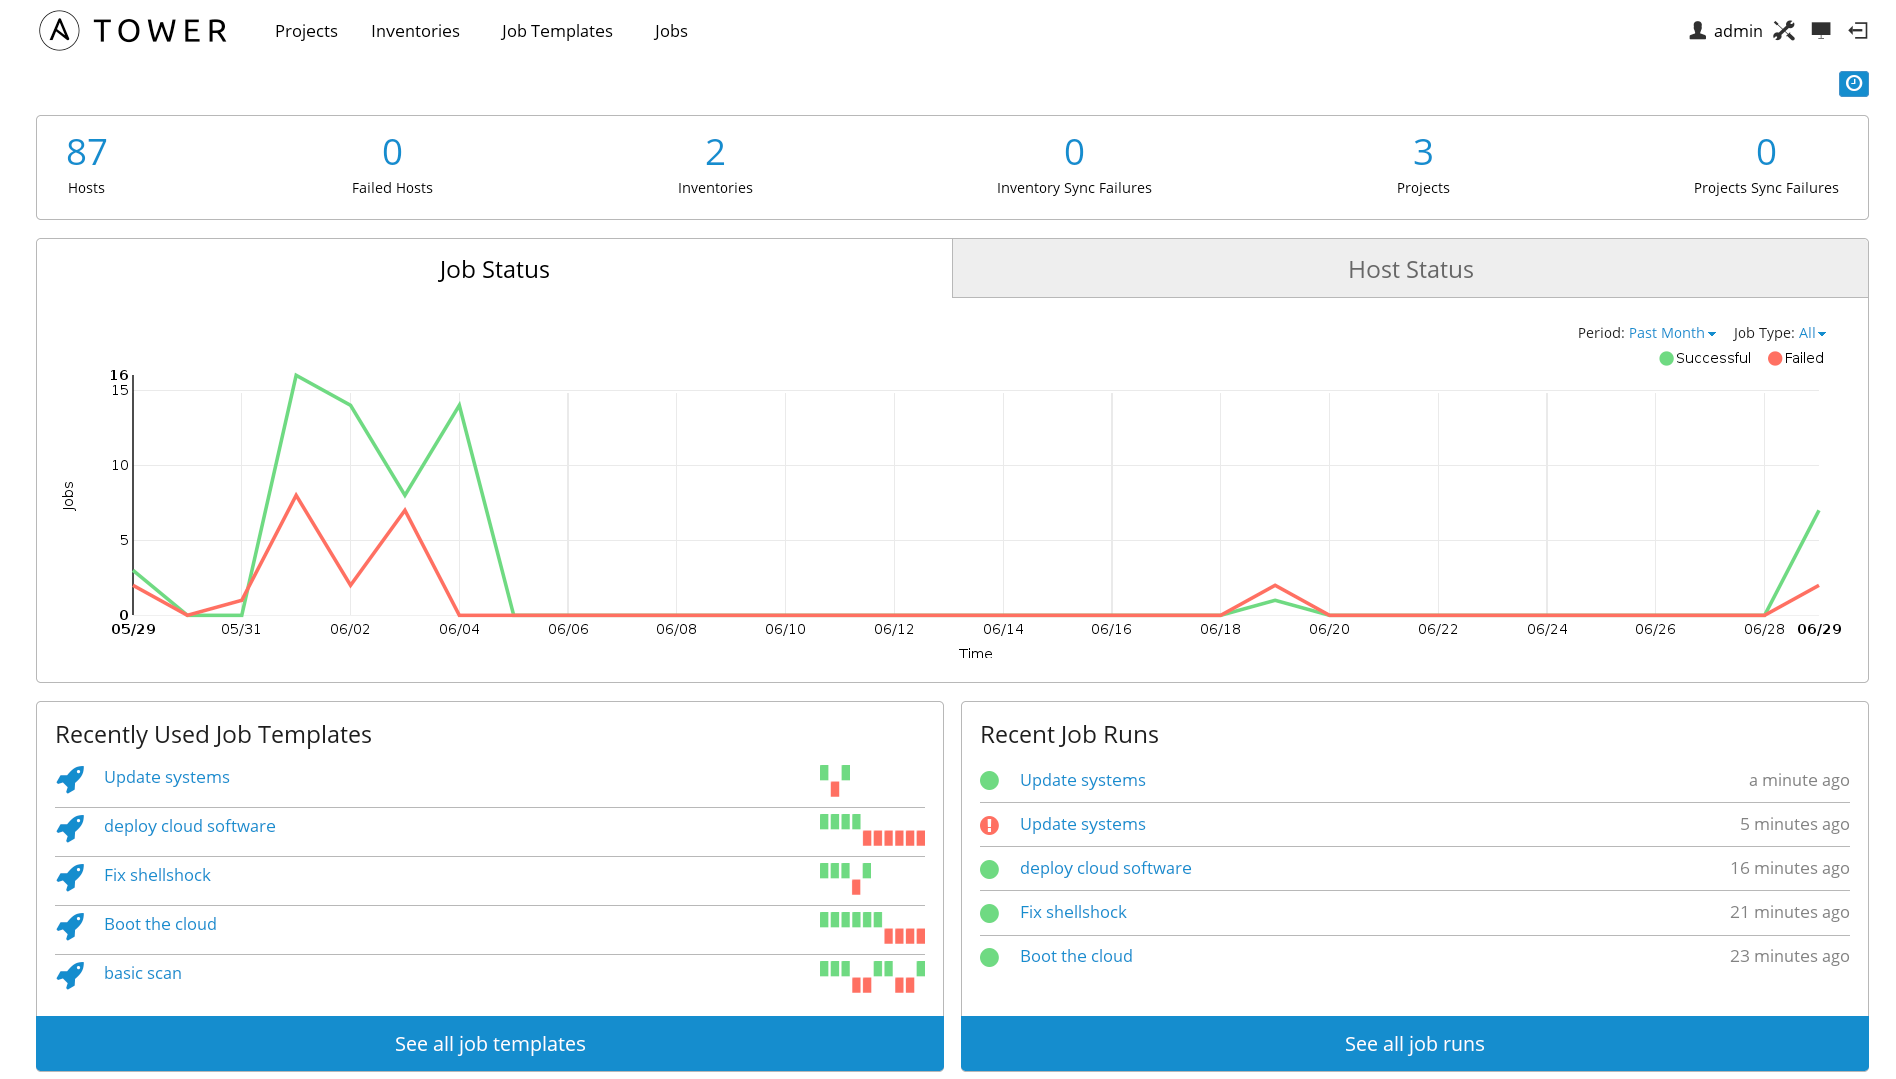 TOWER Projects Inventories Job Templates Jobs admin
87 0 2 0 3 0
Hosts Failed Hosts Inventories Inventory Sync Failures Projects Projects Sync Failures
Job Status Host Status
Period: Past Month Job Type: All
Successful Failed
16
15
10
5
0
Jobs
05/29 05/31 06/02 06/04 06/06 06/08 06/10 06/12 06/14 06/16 06/18 06/20 06/22 06/24 06/26 06/28 06/29
Time
Recently Used Job Templates
Update systems
deploy cloud software
Fix shellshock
Boot the cloud
basic scan
See all job templates
Recent Job Runs
Update systems a minute ago
Update systems 5 minutes ago
deploy cloud software 16 minutes ago
Fix shellshock 21 minutes ago
Boot the cloud 23 minutes ago
See all job runs